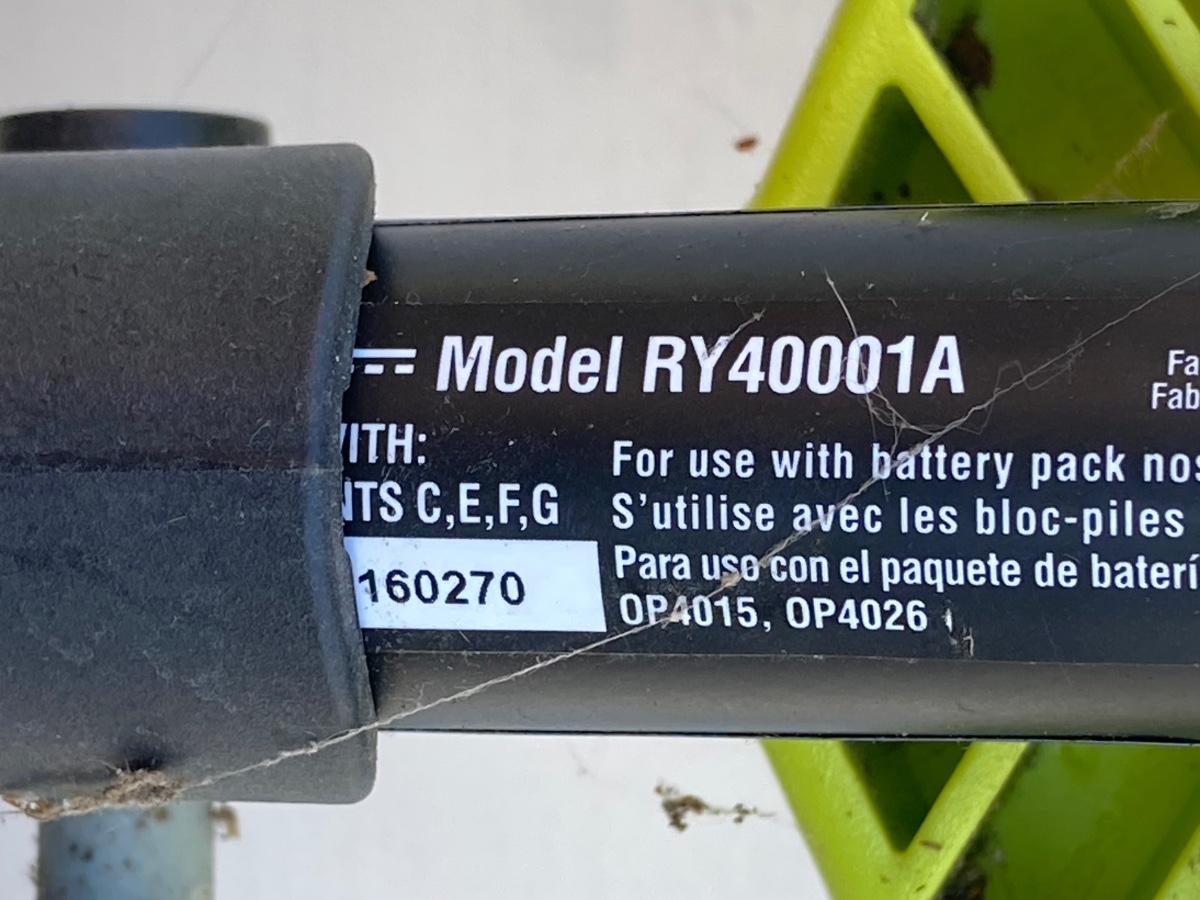 Model RY40001A
Fa
Fab
WITH:
NTS C,E,F,G
160270
For use with battery pack nos
S'utilise avec les bloc-piles
Para uso con el paquete de baterí
OP4015, OP4026